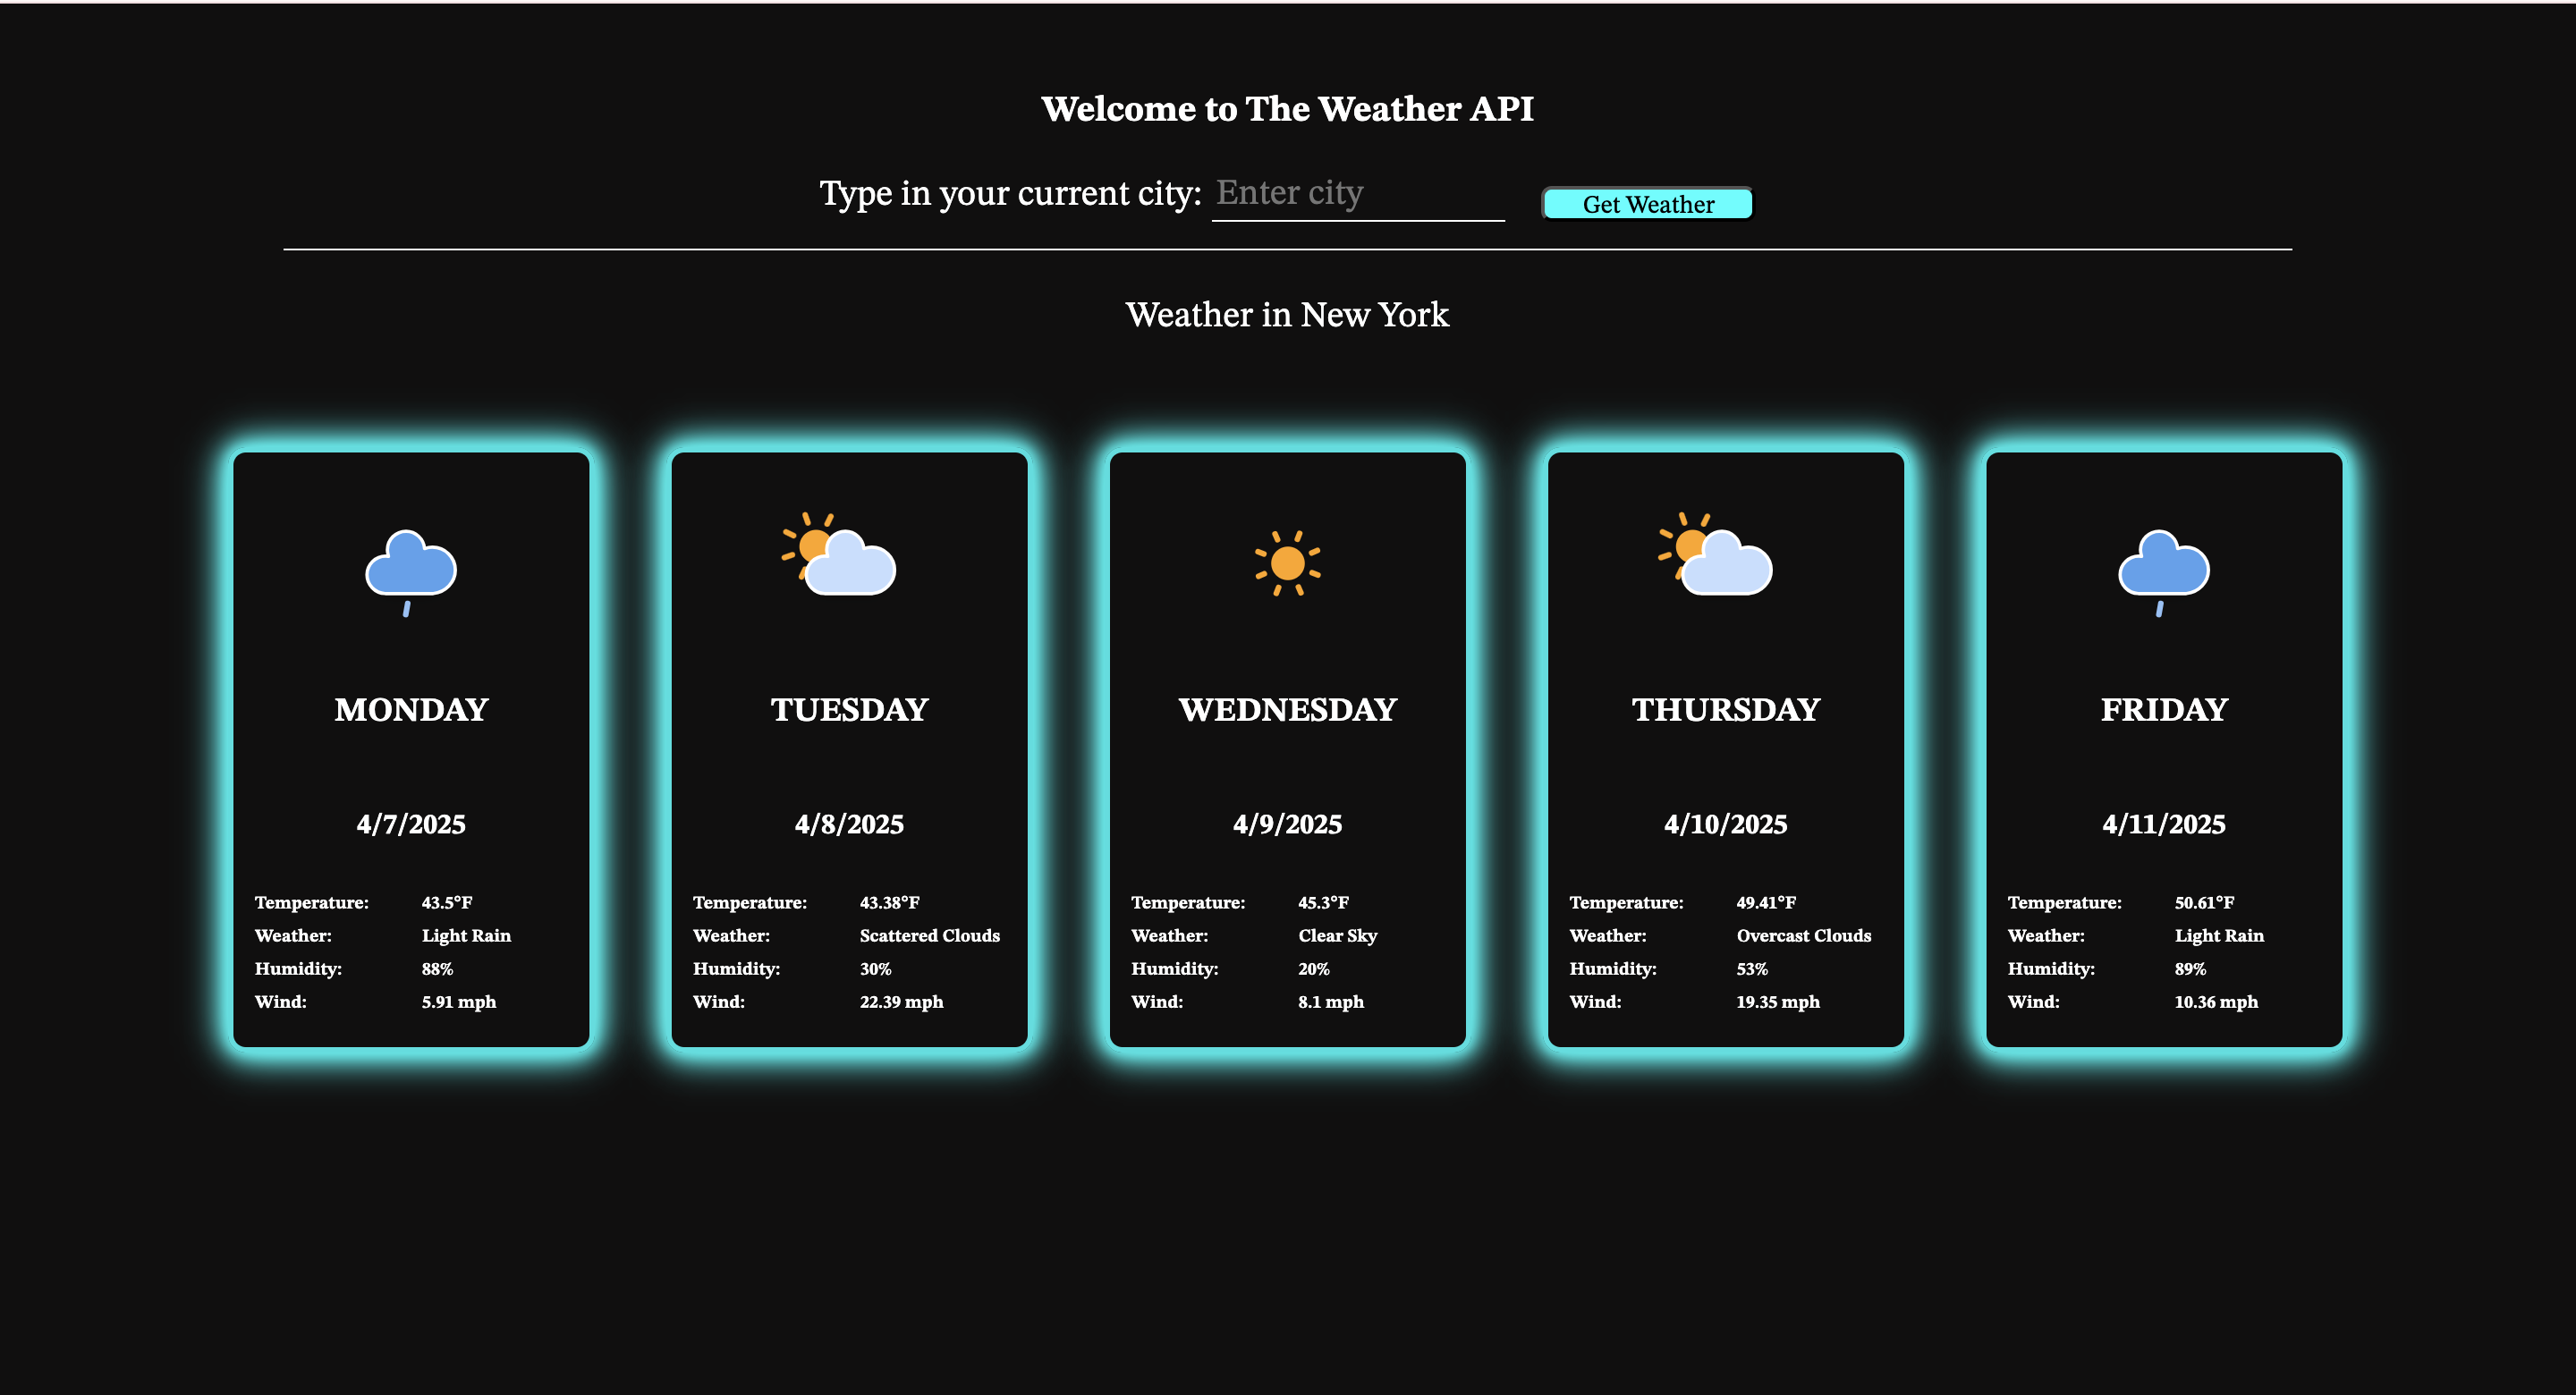 Welcome to The Weather API
Type in your current city: Enter city
Get Weather
Weather in New York
MONDAY
4/7/2025
Temperature: 43.5°F
Weather: Light Rain
Humidity: 88%
Wind: 5.91 mph
TUESDAY
4/8/2025
Temperature: 43.38°F
Weather: Scattered Clouds
Humidity: 30%
Wind: 22.39 mph
WEDNESDAY
4/9/2025
Temperature: 45.3°F
Weather: Clear Sky
Humidity: 20%
Wind: 8.1 mph
THURSDAY
4/10/2025
Temperature: 49.41°F
Weather: Overcast Clouds
Humidity: 53%
Wind: 19.35 mph
FRIDAY
4/11/2025
Temperature: 50.61°F
Weather: Light Rain
Humidity: 89%
Wind: 10.36 mph